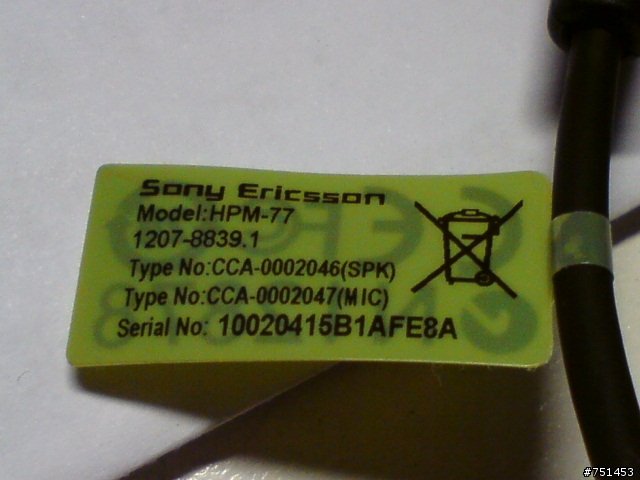 Sony Ericsson
Model:HPM-77
1207-8839.1
Type No:CCA-0002046(SPK)
Type No:CCA-0002047(MIC)
Serial No: 10020415B1AFE8A
#751453